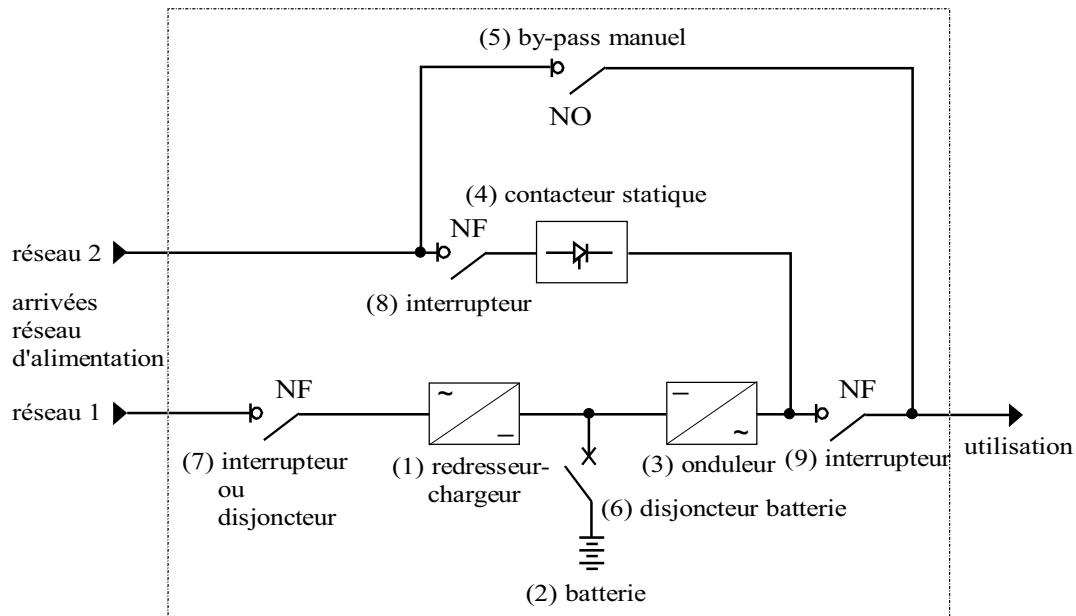 (5) by-pass manuel
NO
(4) contacteur statique
NF
réseau 2
(8) interrupteur
arrivées
réseau
d'alimentation
NF
NF
réseau 1
utilisation
(7) interrupteur
ou
disjoncteur
(1) redresseur-
chargeur
(3) onduleur
(9) interrupteur
(6) disjoncteur batterie
(2) batterie